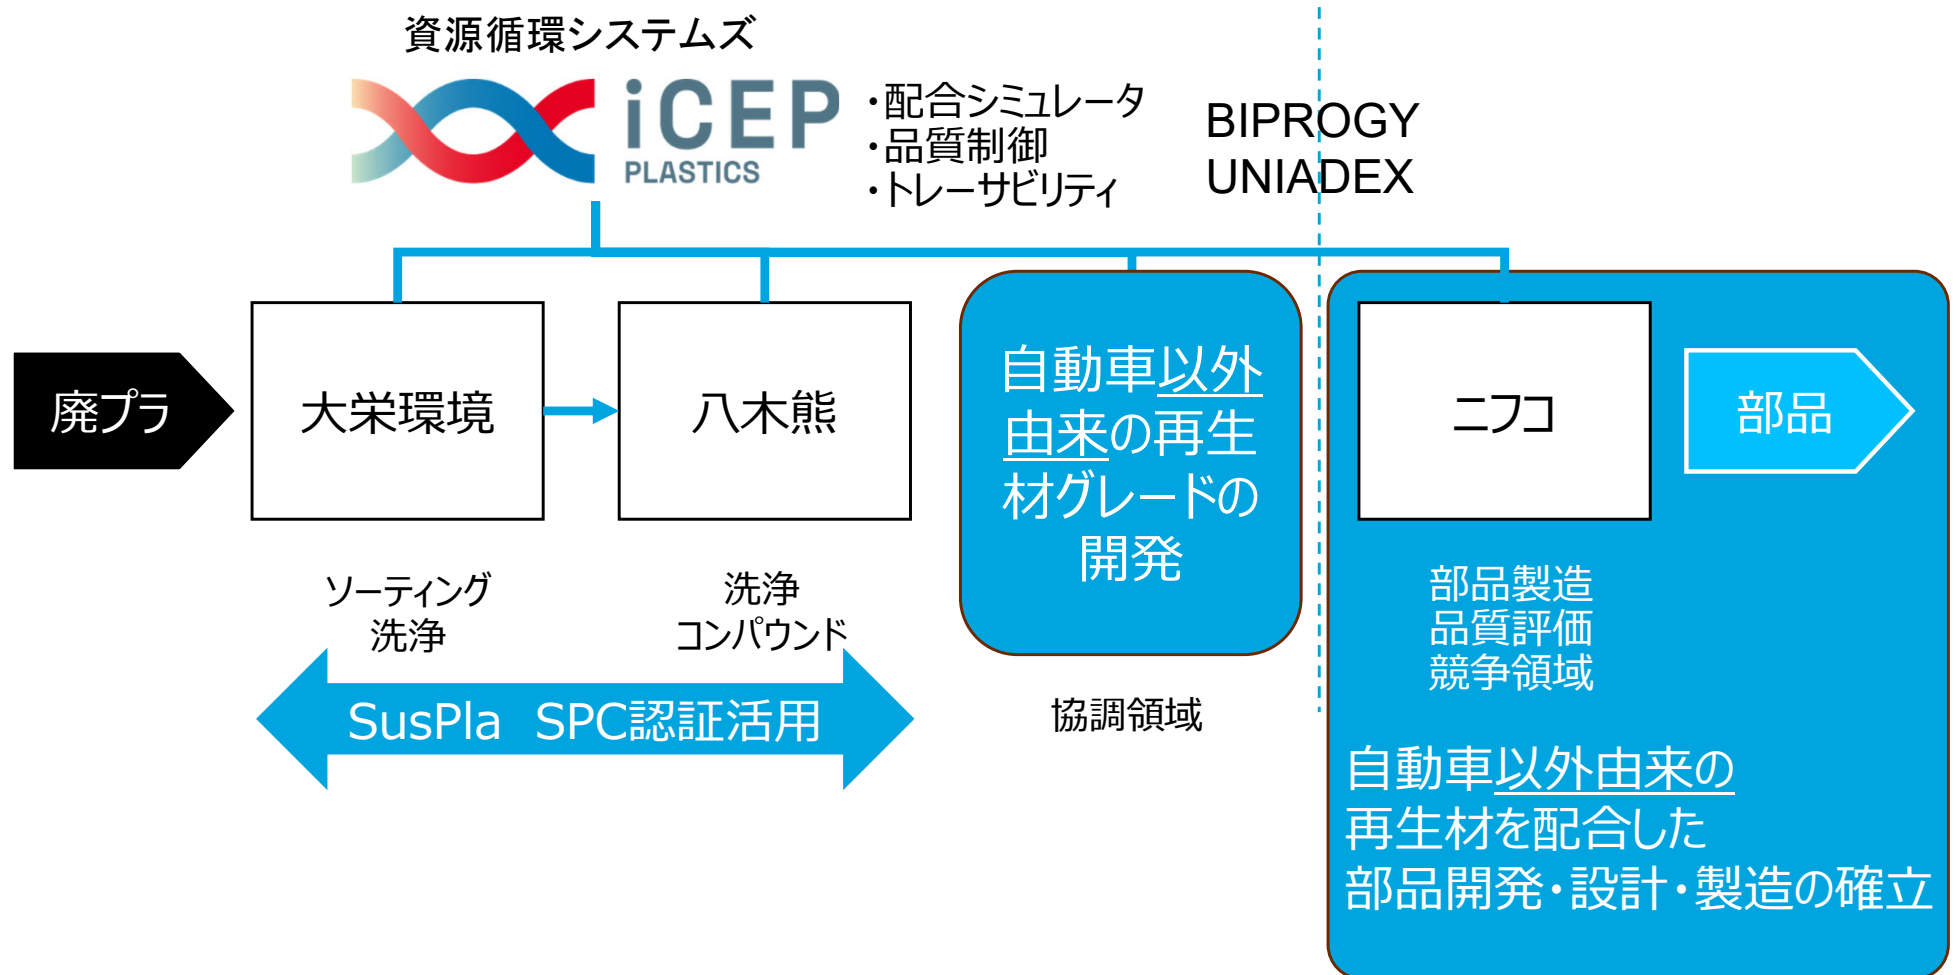 資源循環システムズ
iCEP
PLASTICS
・配合シミュレータ
・品質制御
・トレーサビリティ
BIPROGY
UNIADEX
廃プラ
大栄環境
八木熊
自動車以外
由来の再生
材グレードの
開発
ニフコ
部品
ソーティング
洗浄
洗浄
コンパウンド
SusPla SPC認証活用
協調領域
部品製造
品質評価
競争領域
自動車以外由来の
再生材を配合した
部品開発・設計・製造の確立